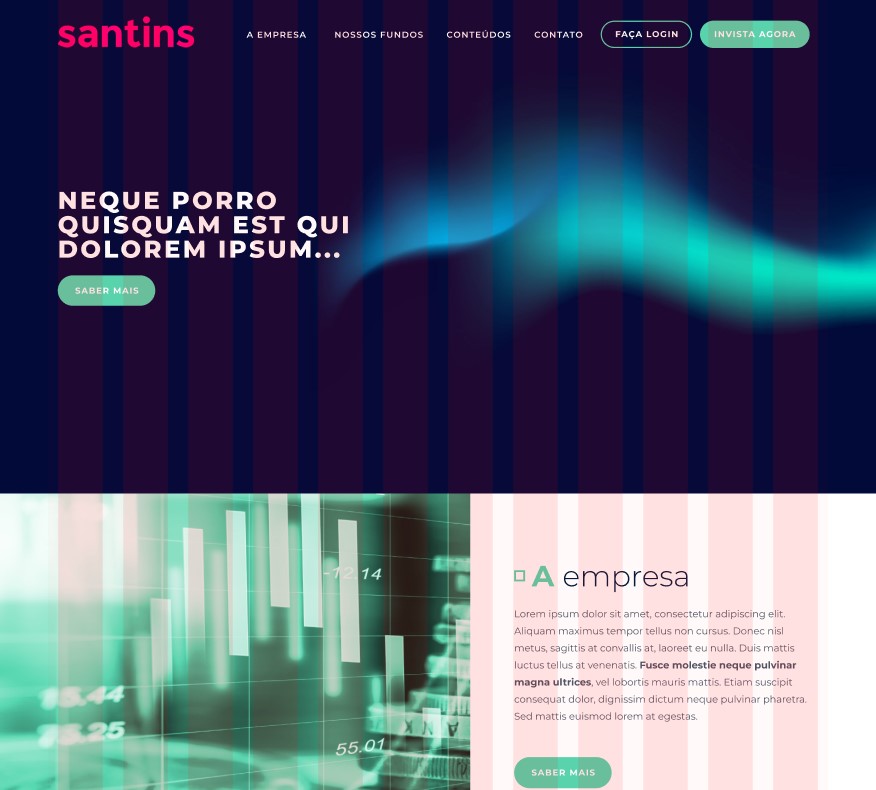 santins
A EMPRESA NOSSOS FUNDOS CONTEÚDOS CONTATO FAÇA LOGIN INVISTA AGORA
NEQUE PORRO
QUISQUAM EST QUI
DOLOREM IPSUM...
SABER MAIS
-12.14
55.01
A empresa
Lorem ipsum dolor sit amet, consectetur adipiscing elit.
Aliquam maximus tempor tellus non cursus. Donec nisl
metus, sagittis at convallis at, laoreet eu nulla. Duis mattis
luctus tellus at venenatis. Fusce molestie neque pulvinar
magna ultrices, vel lobortis mauris mattis. Etiam suscipit
consequat dolor, dignissim dictum neque pulvinar pharetra.
Sed mattis euismod lorem at egestas.
SABER MAIS